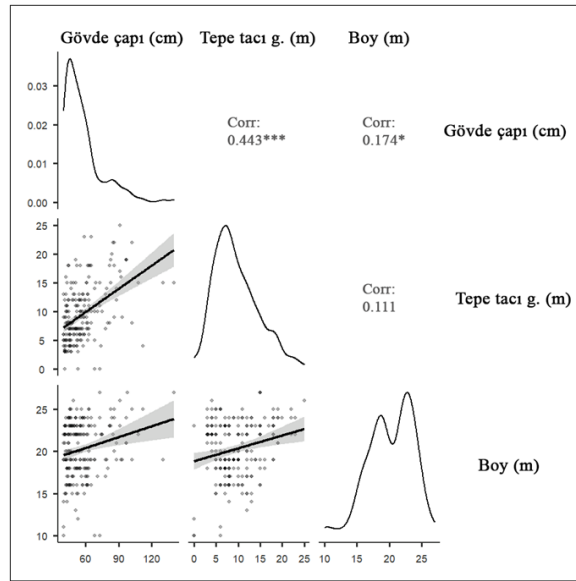 Gövde çapı (cm) Tepe tacı g. (m) Boy (m)
0.03
0.02
0.01
0.00
Corr:
0.443***
Corr:
0.174*
Gövde çapı (cm)
25
20
15
10
5
0
Corr:
0.111
Tepe tacı g. (m)
25
20
15
10
Boy (m)
60 90 120 0 5 10 15 20 25 10 15 20 25